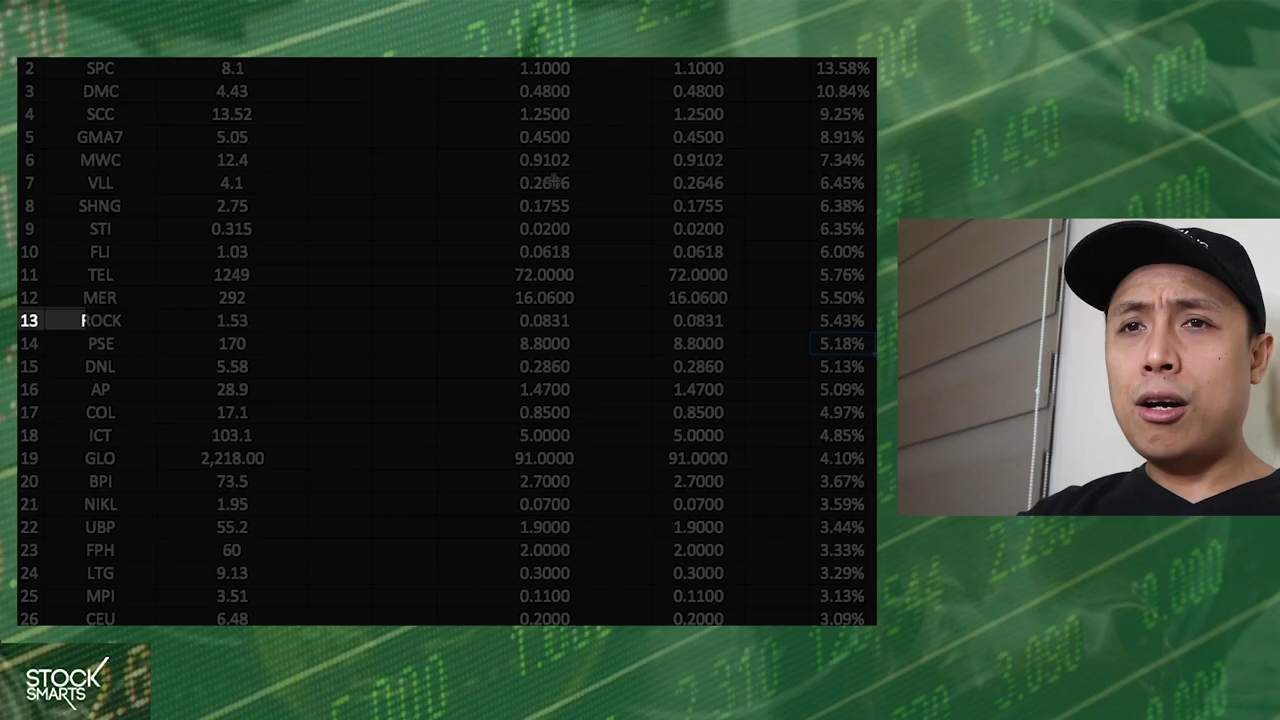 2 SPC 8.1 1.1000 1.1000 13.58%
3 DMC 4.43 0.4800 0.4800 10.84%
4 SCC 13.52 1.2500 1.2500 9.25%
5 GMA7 5.05 0.4500 0.4500 8.91%
6 MWC 12.4 0.9102 0.9102 7.34%
7 VLL 4.1 0.2646 0.2646 6.45%
8 SHNG 2.75 0.1755 0.1755 6.38%
9 STI 0.315 0.0200 0.0200 6.35%
10 FLI 1.03 0.0618 0.0618 6.00%
11 TEL 1249 72.0000 72.0000 5.76%
12 MER 292 16.0600 16.0600 5.50%
13 ROCK 1.53 0.0831 0.0831 5.43%
14 PSE 170 8.8000 8.8000 5.18%
15 DNL 5.58 0.2860 0.2860 5.13%
16 AP 28.9 1.4700 1.4700 5.09%
17 COL 17.1 0.8500 0.8500 4.97%
18 ICT 103.1 5.0000 5.0000 4.85%
19 GLO 2,218.00 91.0000 91.0000 4.10%
20 BPI 73.5 2.7000 2.7000 3.67%
21 NIKL 1.95 0.0700 0.0700 3.59%
22 UBP 55.2 1.9000 1.9000 3.44%
23 FPH 60 2.0000 2.0000 3.33%
24 LTG 9.13 0.3000 0.3000 3.29%
25 MPI 3.51 0.1100 0.1100 3.13%
26 CEU 6.48 0.2000 0.2000 3.09%
STOCK
SMARTS
0.000
0.450